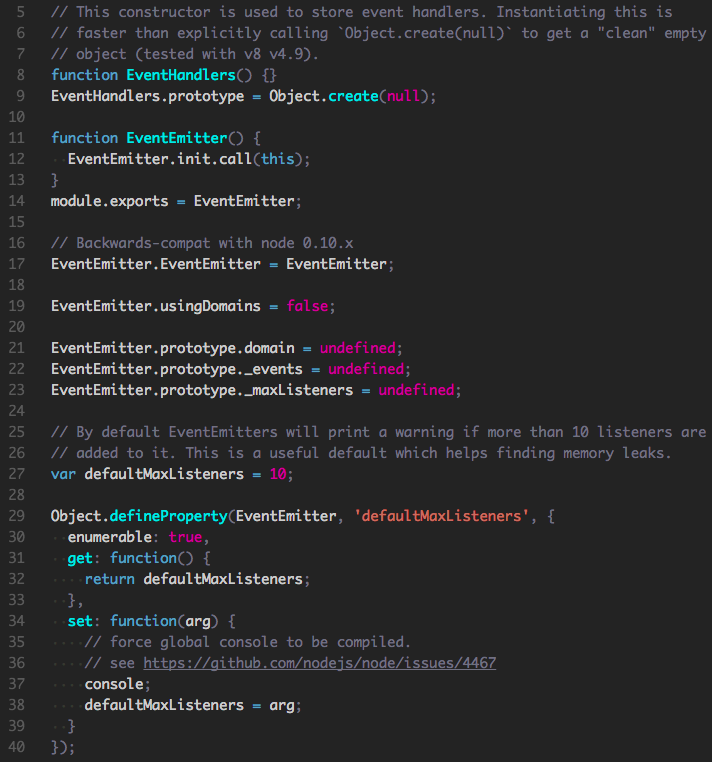 5 // This constructor is used to store event handlers. Instantiating this is
6 // faster than explicitly calling `Object.create(null)` to get a "clean" empty
7 // object (tested with v8 v4.9).
8 function EventHandlers() {}
9 EventHandlers.prototype = Object.create(null);
10
11 function EventEmitter() {
12   EventEmitter.init.call(this);
13 }
14 module.exports = EventEmitter;
15
16 // Backwards-compat with node 0.10.x
17 EventEmitter.EventEmitter = EventEmitter;
18
19 EventEmitter.usingDomains = false;
20
21 EventEmitter.prototype.domain = undefined;
22 EventEmitter.prototype._events = undefined;
23 EventEmitter.prototype._maxListeners = undefined;
24
25 // By default EventEmitters will print a warning if more than 10 listeners are
26 // added to it. This is a useful default which helps finding memory leaks.
27 var defaultMaxListeners = 10;
28
29 Object.defineProperty(EventEmitter, 'defaultMaxListeners', {
30   enumerable: true,
31   get: function() {
32     return defaultMaxListeners;
33   },
34   set: function(arg) {
35     // force global console to be compiled.
36     // see https://github.com/nodejs/node/issues/4467
37     console;
38     defaultMaxListeners = arg;
39   }
40 });